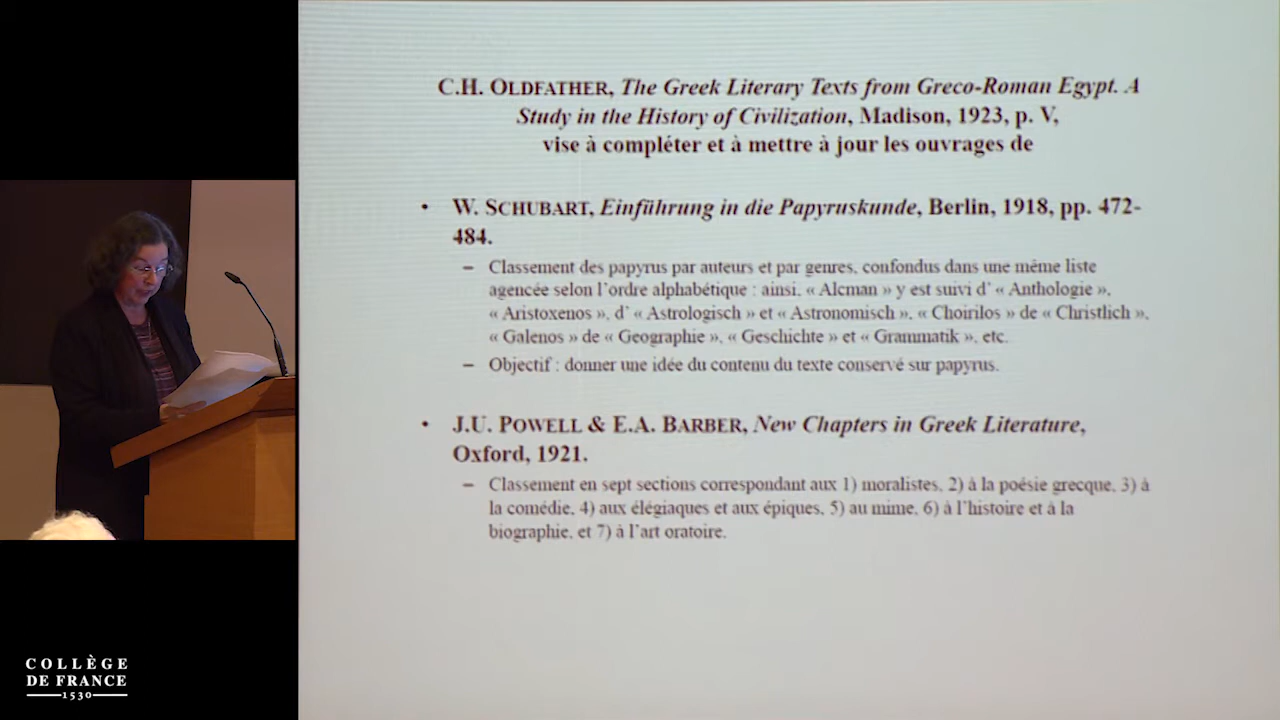 C.H. OLDFATHER, The Greek Literary Texts from Greco-Roman Egypt. A
Study in the History of Civilization, Madison, 1923, p. V,
vise à compléter et à mettre à jour les ouvrages de
• W. SCHUBART, Einführung in die Papyruskunde, Berlin, 1918, pp. 472-
484.
– Classement des papyrus par auteurs et par genres, confondus dans une même liste
agencée selon l'ordre alphabétique : ainsi, « Alcman » y est suivi d' « Anthologie »,
« Aristoxenos », d' « Astrologisch » et « Astronomisch », « Choirilos » de « Christlich »,
« Galenos » de « Geographie », « Geschichte » et « Grammatik », etc.
– Objectif : donner une idée du contenu du texte conservé sur papyrus.
• J.U. POWELL & E.A. BARBER, New Chapters in Greek Literature,
Oxford, 1921.
– Classement en sept sections correspondant aux 1) moralistes, 2) à la poésie grecque, 3) à
la comédie, 4) aux élégiaques et aux épiques, 5) au mime, 6) à l'histoire et à la
biographie, et 7) à l'art oratoire.
COLLÈGE
DE FRANCE
1530